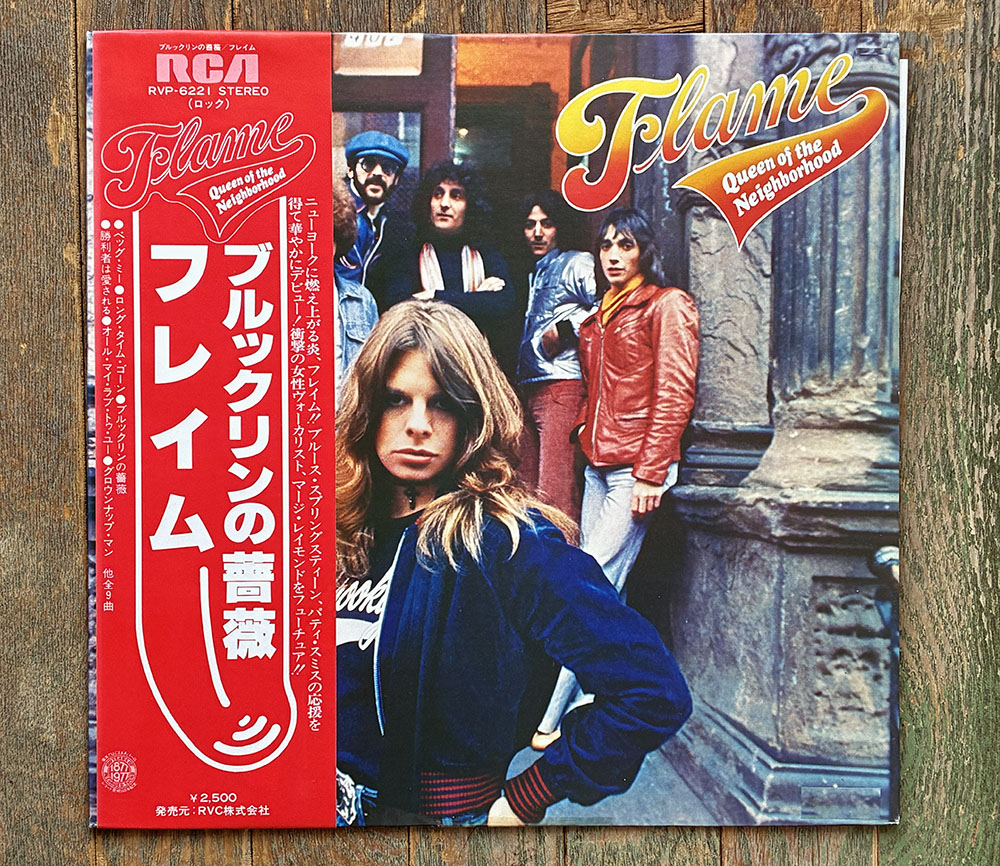 ブルックリンの薔薇／フレイム
RCA
RVP-6221 STEREO
(ロック)
Flame
Queen of the
Neighborhood
ニューヨークに燃え上がる炎、フレイム!! ブルース・スプリングスティーン、パティ・スミスの応援を
得て華やかにデビュー！衝撃の女性ヴォーカリスト、マージ・レイモンドをフューチュア!!
ブルックリンの薔薇
フレイム
●ベッグ・ミー●ロング・タイム・ゴーン●ブルックリンの薔薇
●勝利者は愛される●オール・マイ・ラブ・トゥ・ユー●グロウンナップ・マン 他全9曲
1877
1977
¥2,500
発売元：RVC株式会社
Flame
Queen of the
Neighborhood